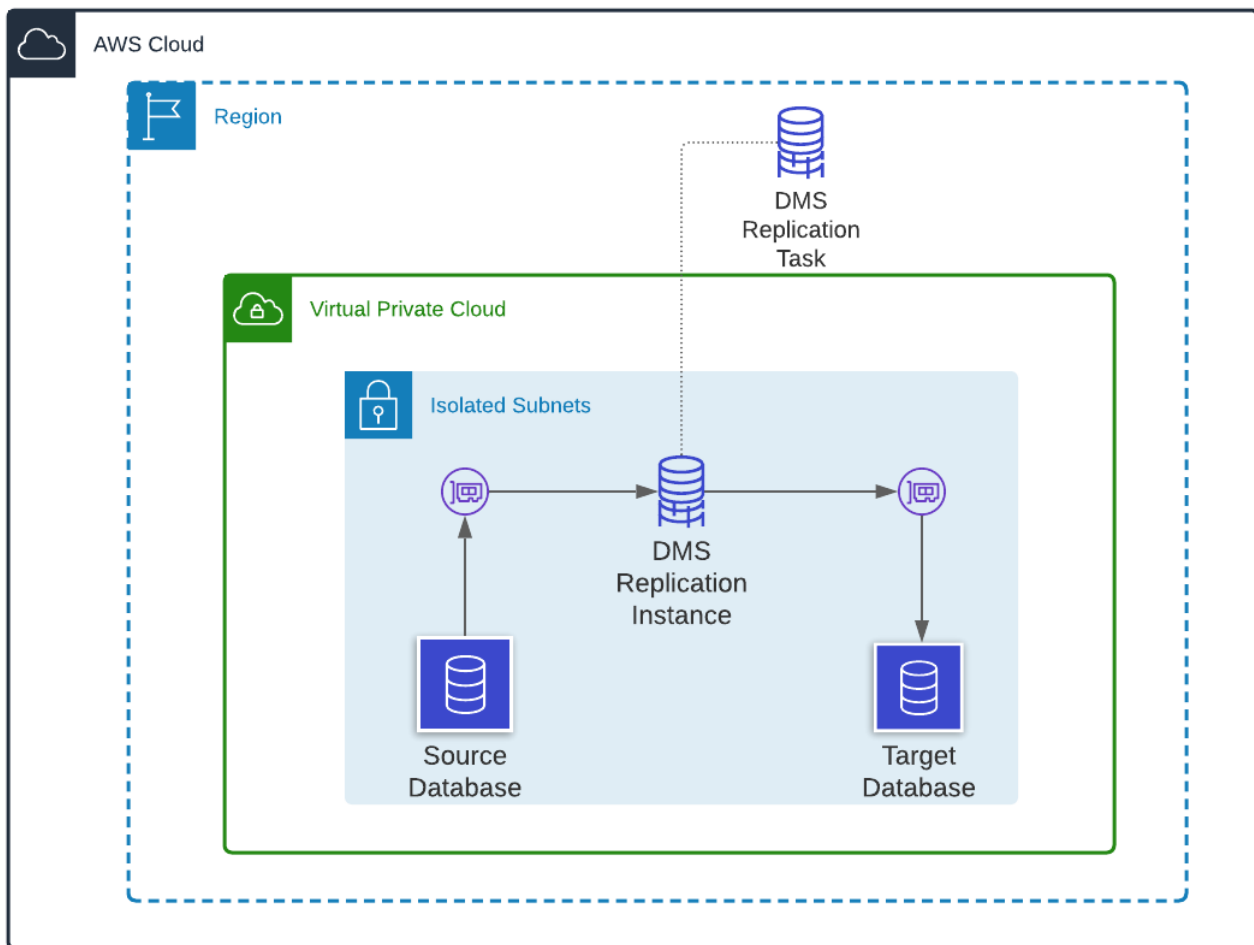 AWS Cloud
Region
DMS
Replication
Task
Virtual Private Cloud
Isolated Subnets
DMS
Replication
Instance
Source
Database
Target
Database